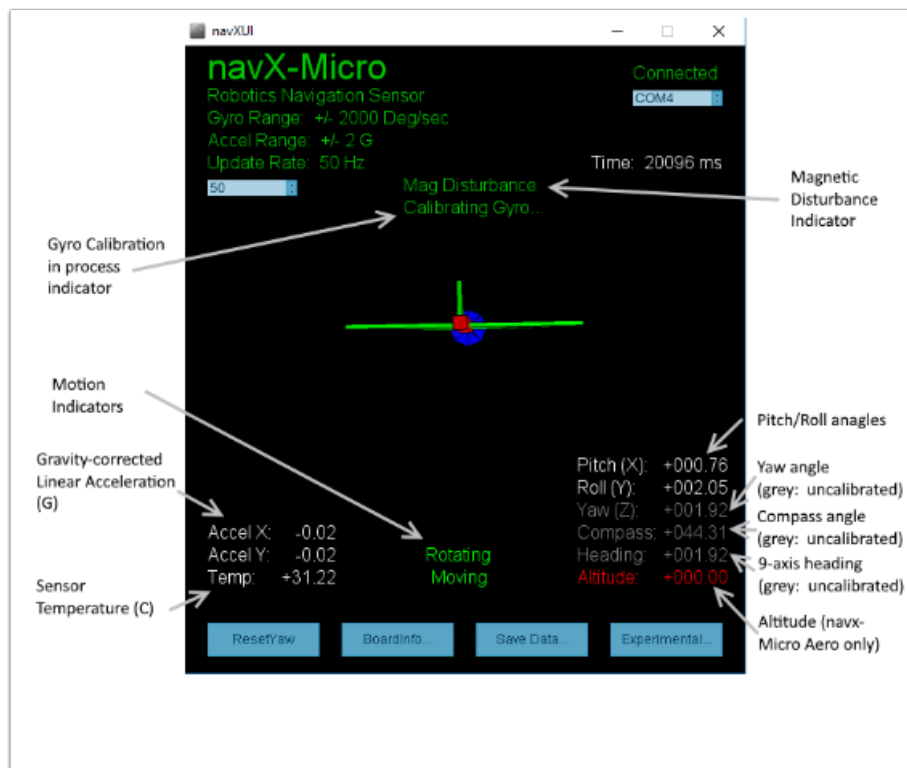 navXUI
navX-Micro
Connected
Robotics Navigation Sensor
COM4
Gyro Range: +/- 2000 Deg/sec
Accel Range: +/- 2 G
Update Rate: 50 Hz
Time: 20096 ms
50
Mag Disturbance
Calibrating Gyro...
Magnetic
Disturbance
Indicator
Gyro Calibration
in process
indicator
Motion
Indicators
Pitch/Roll anagles
Gravity-corrected
Linear Acceleration
(G)
Pitch (X): +000.76
Roll (Y): +002.05
Yaw (Z): +001.92
Compass: +044.31
Heading: +001.92
Altitude: +000.00
Yaw angle
(grey: uncalibrated)
Compass angle
(grey: uncalibrated)
9-axis heading
(grey: uncalibrated)
Accel X: -0.02
Accel Y: -0.02
Temp: +31.22
Rotating
Moving
Sensor
Temperature (C)
Altitude (navx-
Micro Aero only)
ResetYaw
BoardInfo...
Save Data...
Experimental...